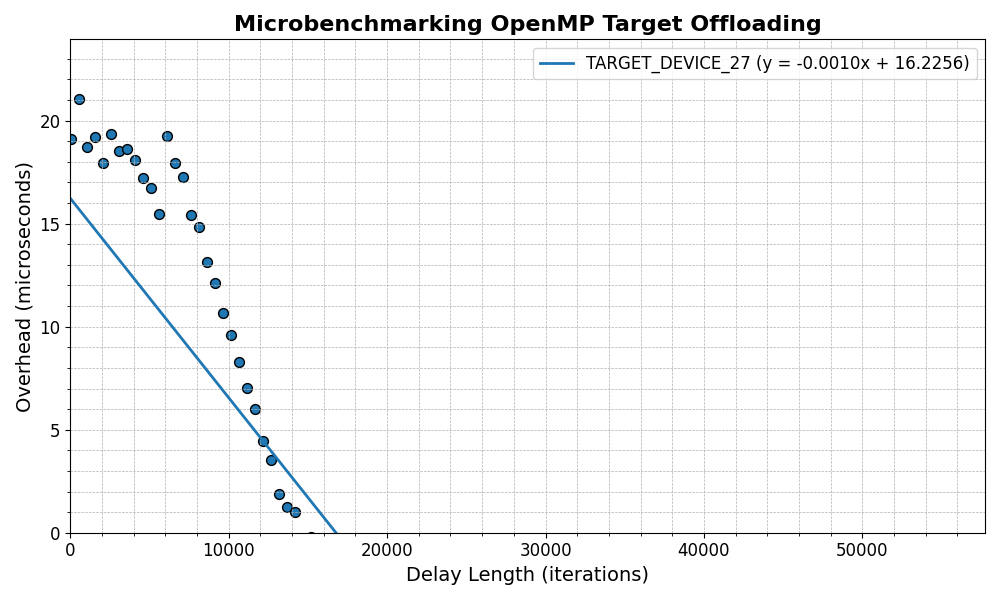 Microbenchmarking OpenMP Target Offloading
TARGET_DEVICE_27 (y = -0.0010x + 16.2256)
Overhead (microseconds)
20
15
10
5
0
0 10000 20000 30000 40000 50000
Delay Length (iterations)